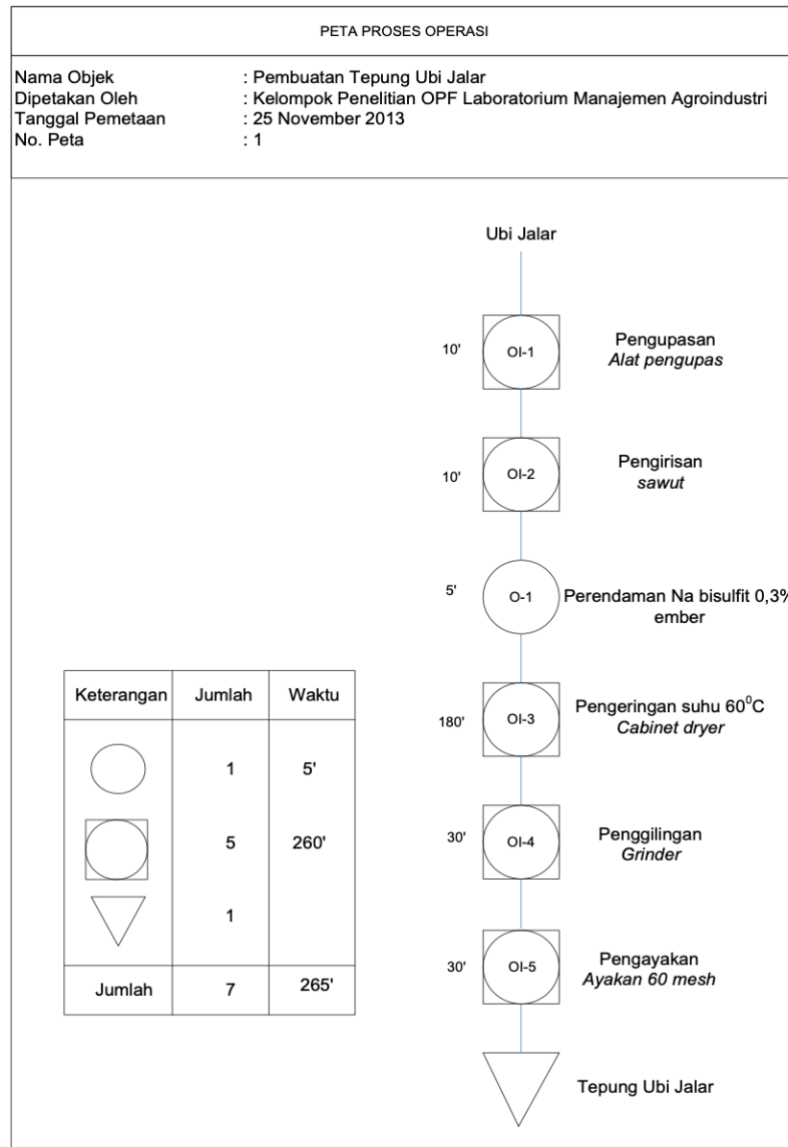 PETA PROSES OPERASI
Nama Objek : Pembuatan Tepung Ubi Jalar
Dipetakan Oleh : Kelompok Penelitian OPF Laboratorium Manajemen Agroindustri
Tanggal Pemetaan : 25 November 2013
No. Peta : 1
Ubi Jalar
10' OI-1 Pengupasan
Alat pengupas
10' OI-2 Pengirisan
sawut
5' O-1 Perendaman Na bisulfit 0,3%
ember
180' OI-3 Pengeringan suhu 60⁰C
Cabinet dryer
30' OI-4 Penggilingan
Grinder
30' OI-5 Pengayakan
Ayakan 60 mesh
Tepung Ubi Jalar
Keterangan Jumlah Waktu
1 5'
5 260'
1
Jumlah 7 265'